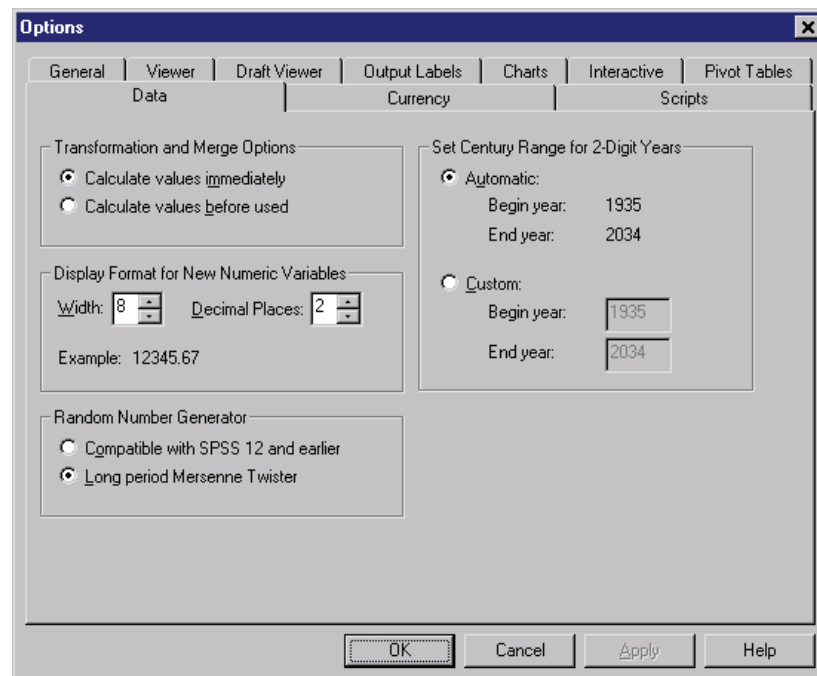 Options
General Viewer Draft Viewer Output Labels Charts Interactive Pivot Tables
Data Currency Scripts
Transformation and Merge Options
Calculate values immediately
Calculate values before used
Display Format for New Numeric Variables
Width: 8 Decimal Places: 2
Example: 12345.67
Random Number Generator
Compatible with SPSS 12 and earlier
Long period Mersenne Twister
Set Century Range for 2-Digit Years
Automatic:
Begin year: 1935
End year: 2034
Custom:
Begin year: 1935
End year: 2034
OK Cancel Apply Help